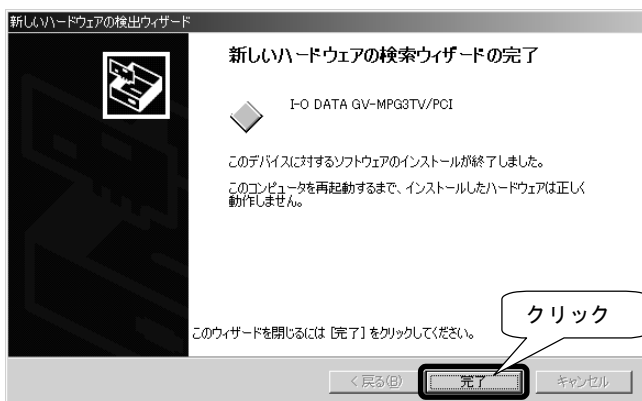 新しいハードウェアの検出ウィザード
新しいハードウェアの検索ウィザードの完了
I-O DATA GV-MPG3TV/PCI
このデバイスに対するソフトウェアのインストールが終了しました。
このコンピュータを再起動するまで、インストールしたハードウェアは正しく
動作しません。
クリック
このウィザードを閉じるには [完了] をクリックしてください。
< 戻る(B)
完了
キャンセル